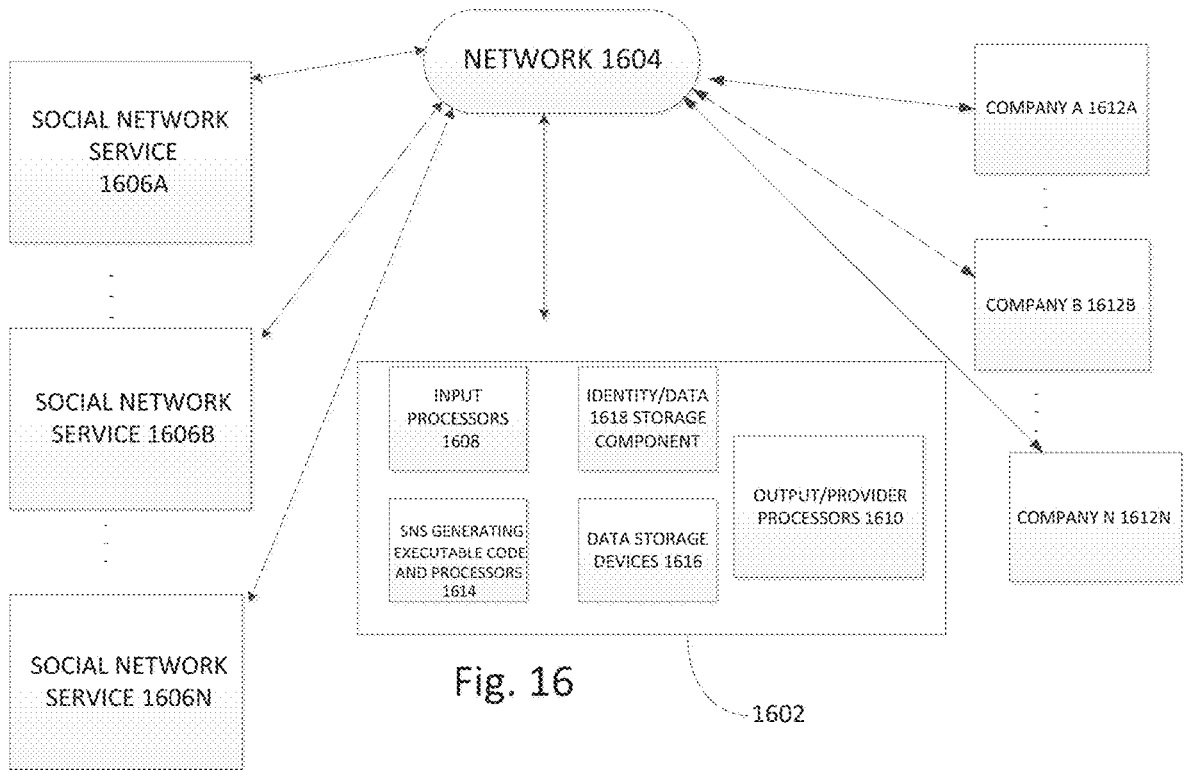 NETWORK 1604
SOCIAL NETWORK
SERVICE
1606A
SOCIAL NETWORK
SERVICE 1606B
SOCIAL NETWORK
SERVICE 1606N
COMPANY A 1612A
COMPANY B 1612B
COMPANY N 1612N
INPUT
PROCESSORS
1608
IDENTITY/DATA
1618 STORAGE
COMPONENT
SNS GENERATING
EXECUTABLE CODE
AND PROCESSORS
1614
DATA STORAGE
DEVICES 1616
OUTPUT/PROVIDER
PROCESSORS 1610
Fig. 16
1602